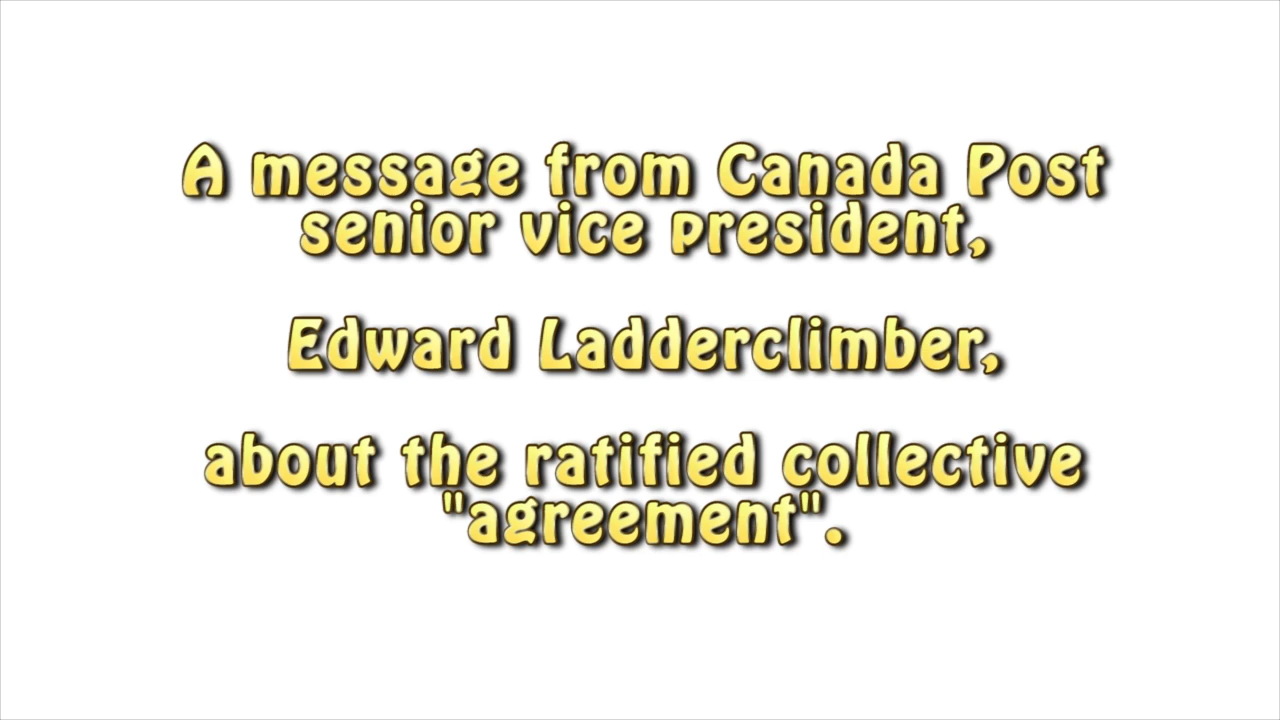 A message from Canada Post
senior vice president,
Edward Ladderclimber,
about the ratified collective
"agreement".